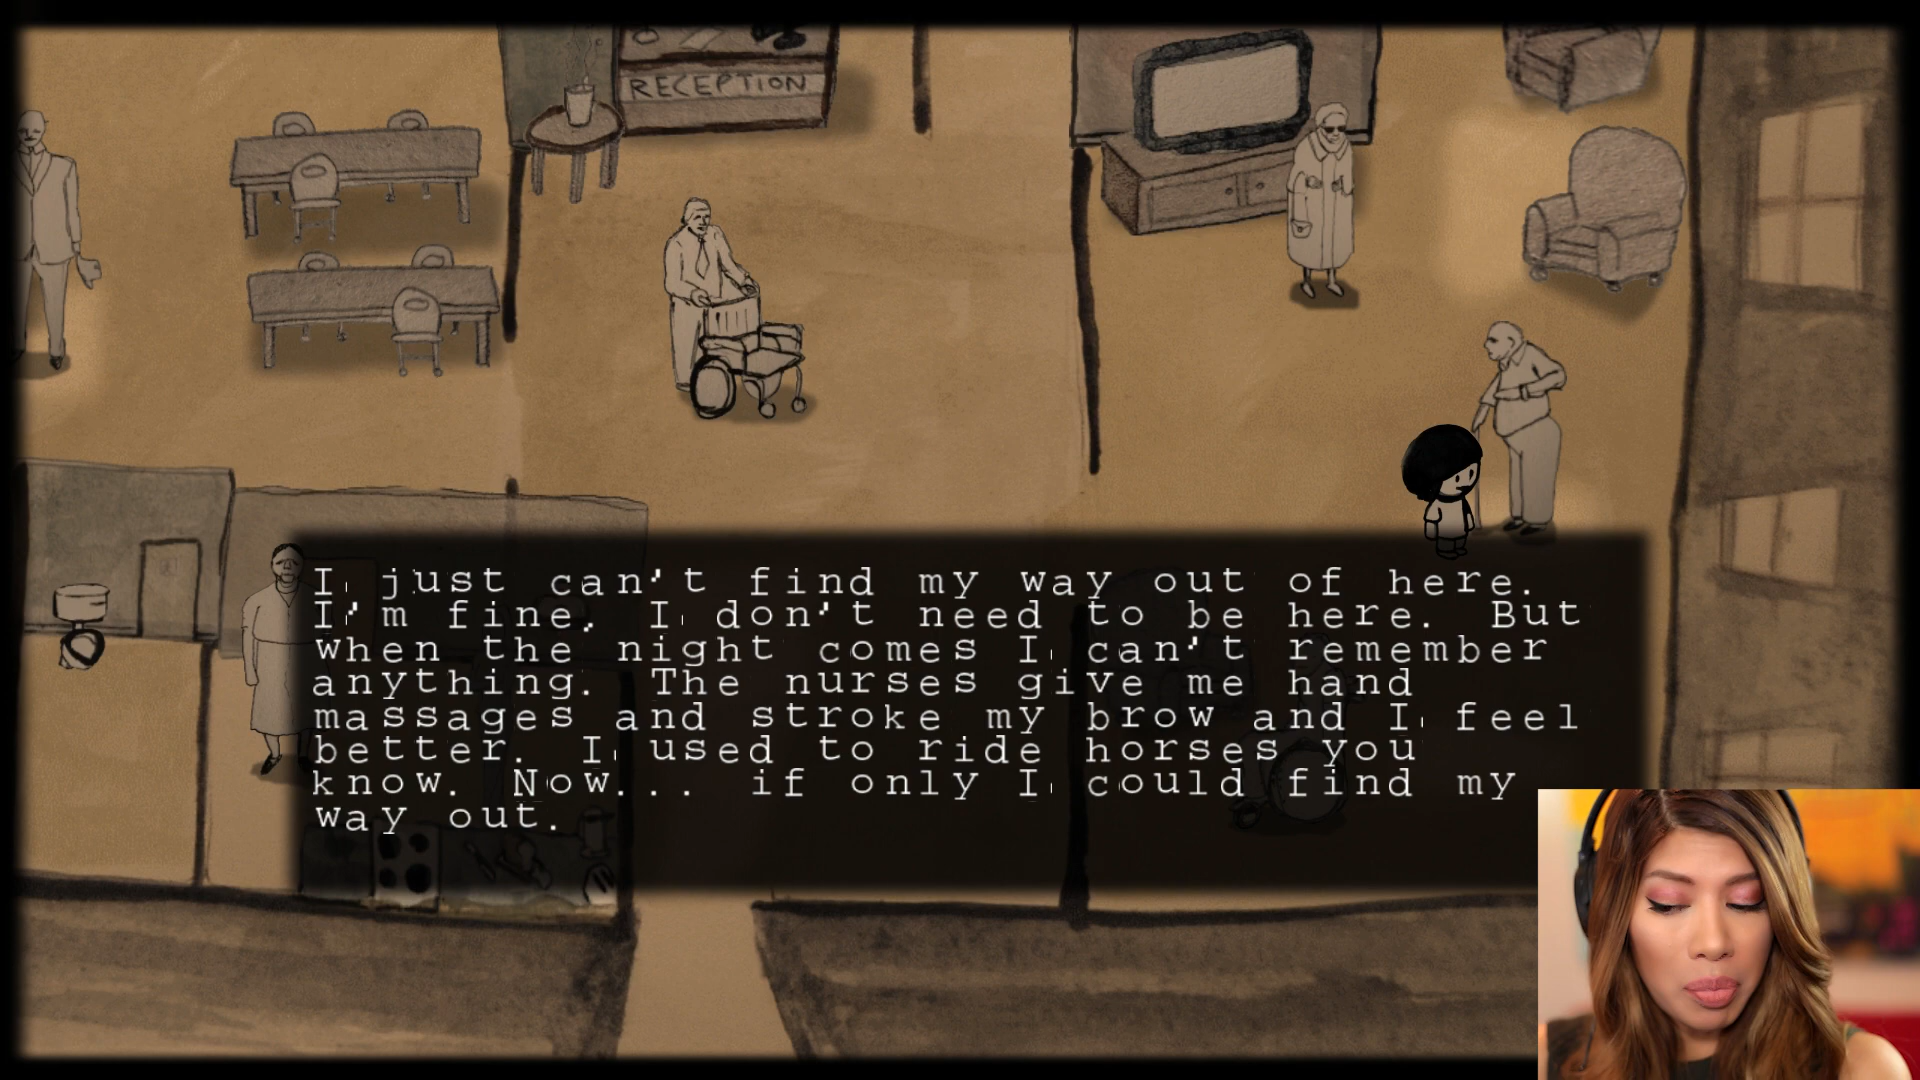 RECEPTION
I just can't find my way out of here.
I'm fine, I don't need to be here. But
when the night comes I can't remember
anything. The nurses give me hand
massages and stroke my brow and I feel
better. I used to ride horses you
know. Now... if only I could find my
way out.